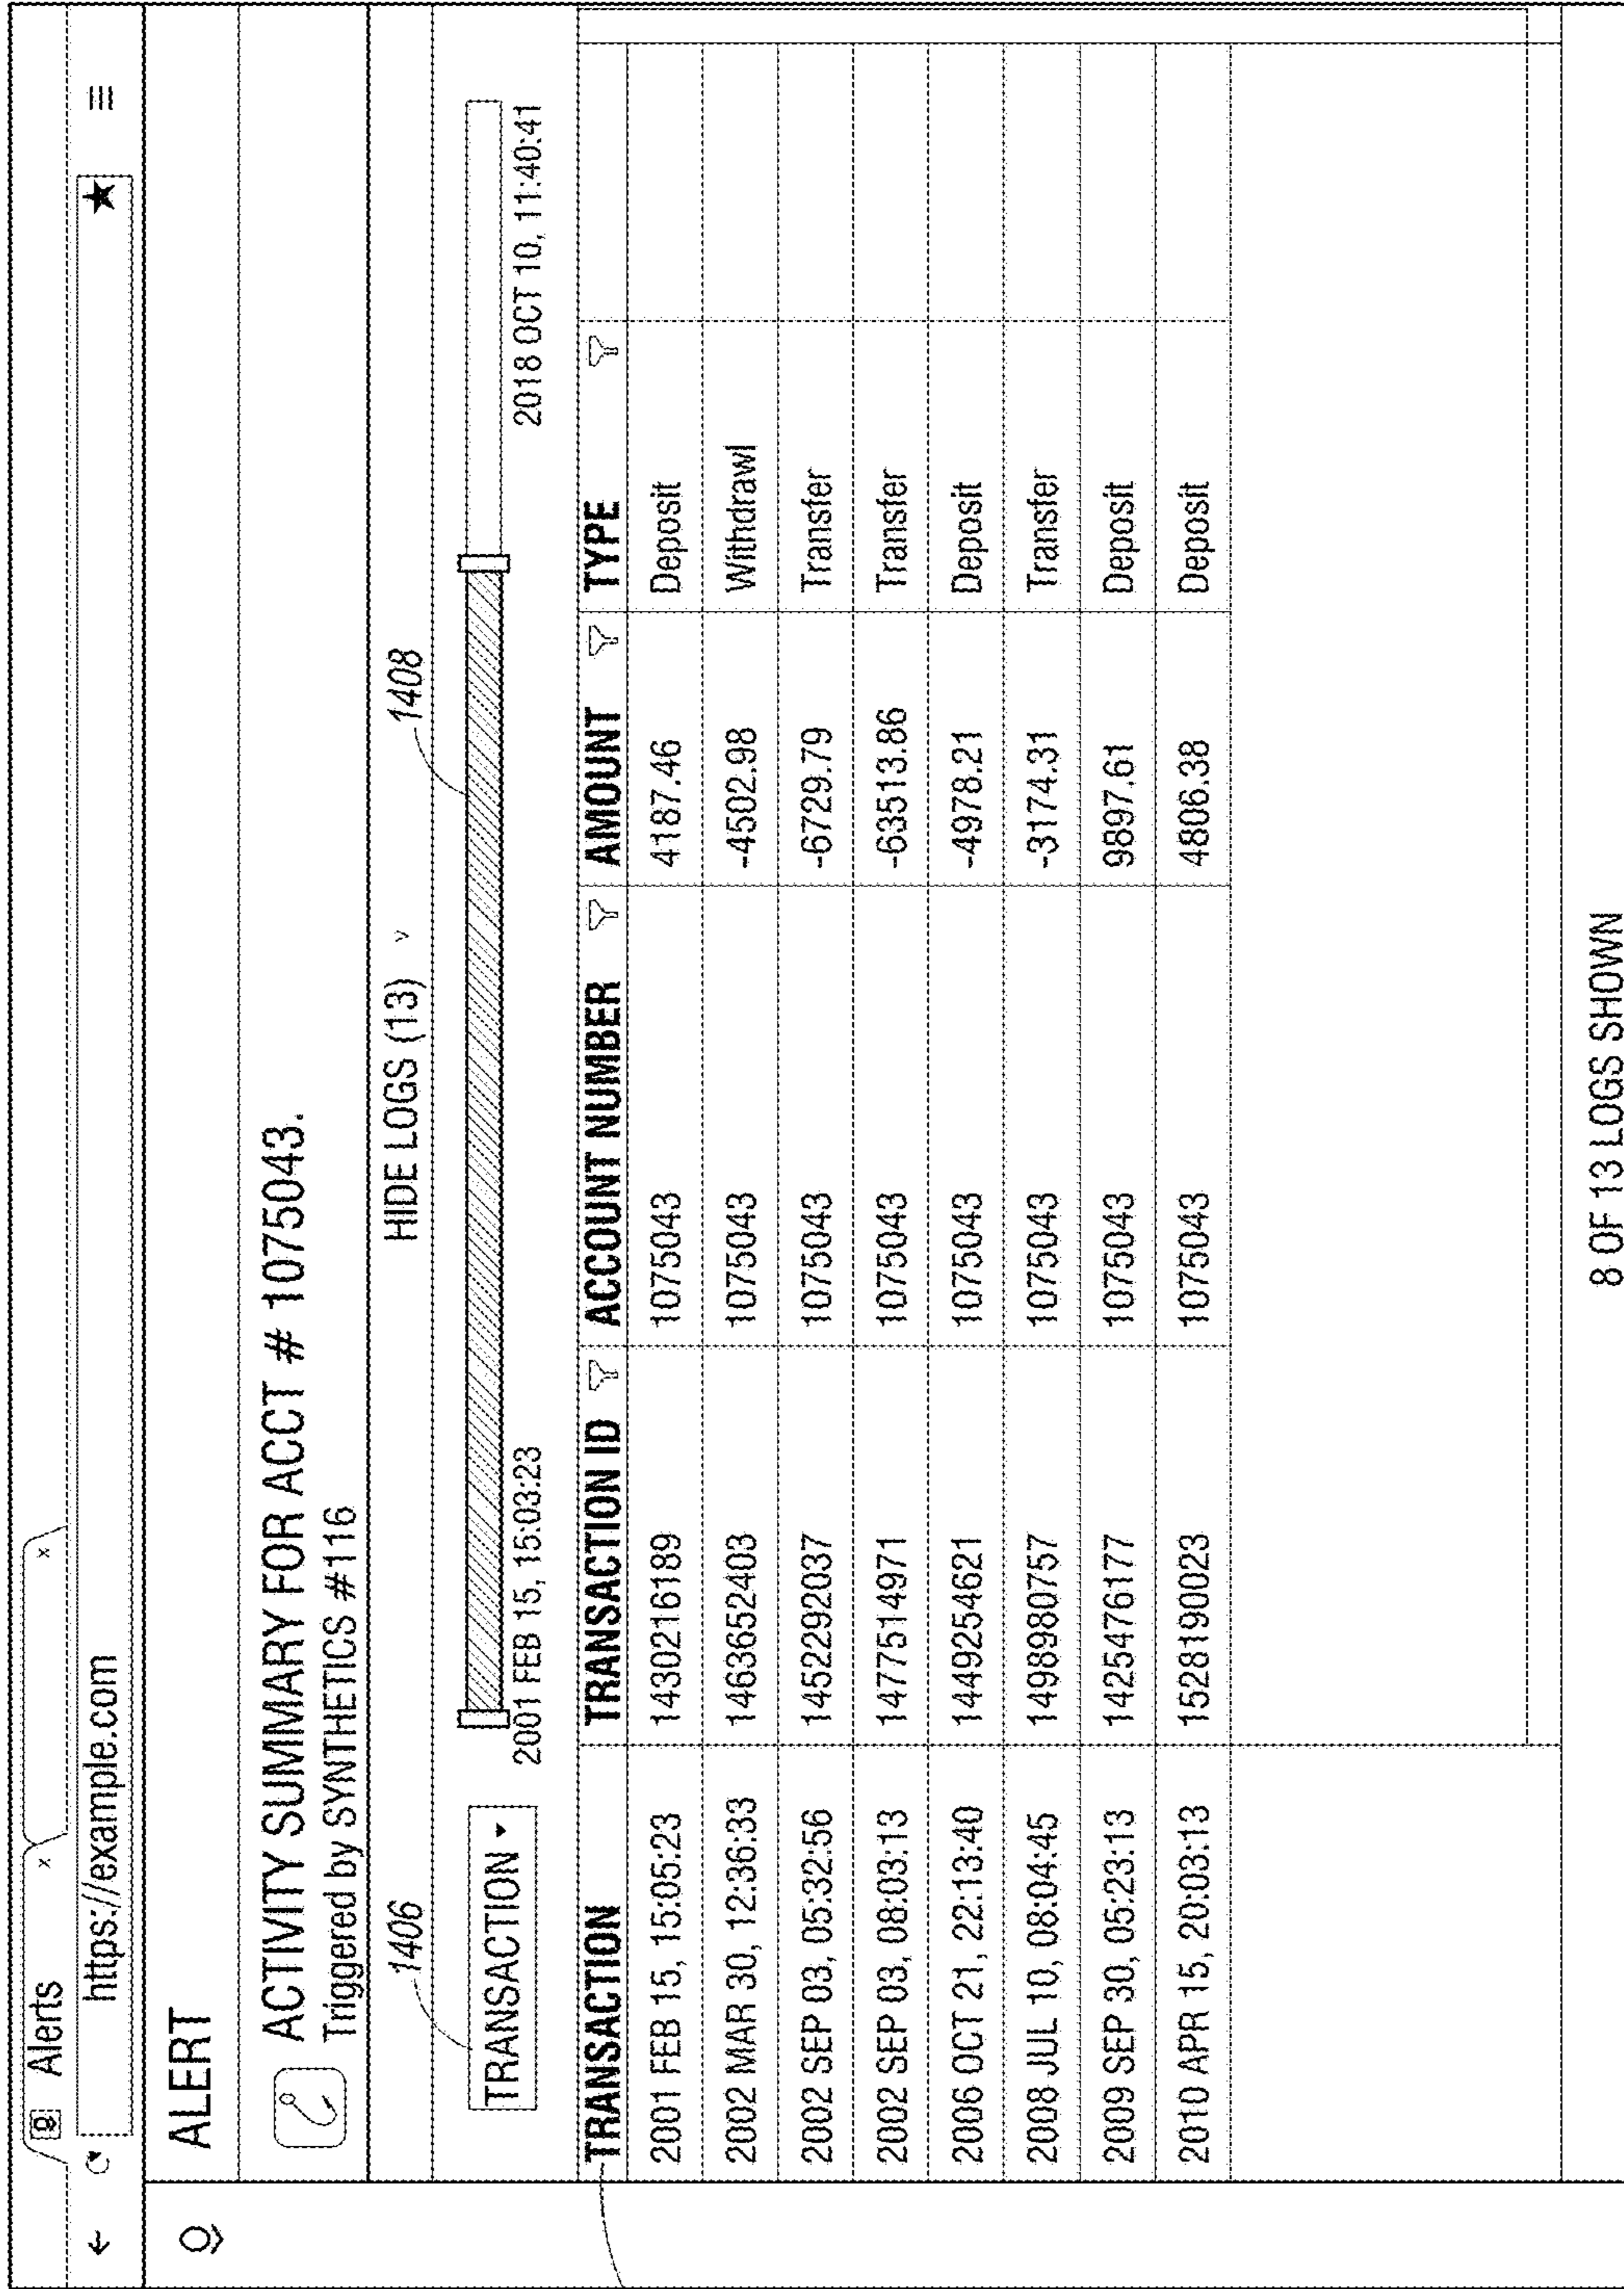 Alerts x x
https://example.com
ALERT
ACTIVITY SUMMARY FOR ACCT # 1075043.
Triggered by SYNTHETICS #116
HIDE LOGS (13) v
1406
1408
TRANSACTION
2001 FEB 15, 15:03:23
2018 OCT 10, 11:40:41
TRANSACTION TRANSACTION ID ACCOUNT NUMBER AMOUNT TYPE
2001 FEB 15, 15:05:23 1430216189 1075043 4187.46 Deposit
2002 MAR 30, 12:36:33 1463652403 1075043 -4502.98 Withdrawl
2002 SEP 03, 05:32:56 1452292037 1075043 -6729.79 Transfer
2002 SEP 03, 08:03:13 1477514971 1075043 -63513.86 Transfer
2006 OCT 21, 22:13:40 1449254621 1075043 -4978.21 Deposit
2008 JUL 10, 08:04:45 1498980757 1075043 -3174.31 Transfer
2009 SEP 30, 05:23:13 1425476177 1075043 9897.61 Deposit
2010 APR 15, 20:03:13 1528190023 1075043 4806.38 Deposit
8 OF 13 LOGS SHOWN